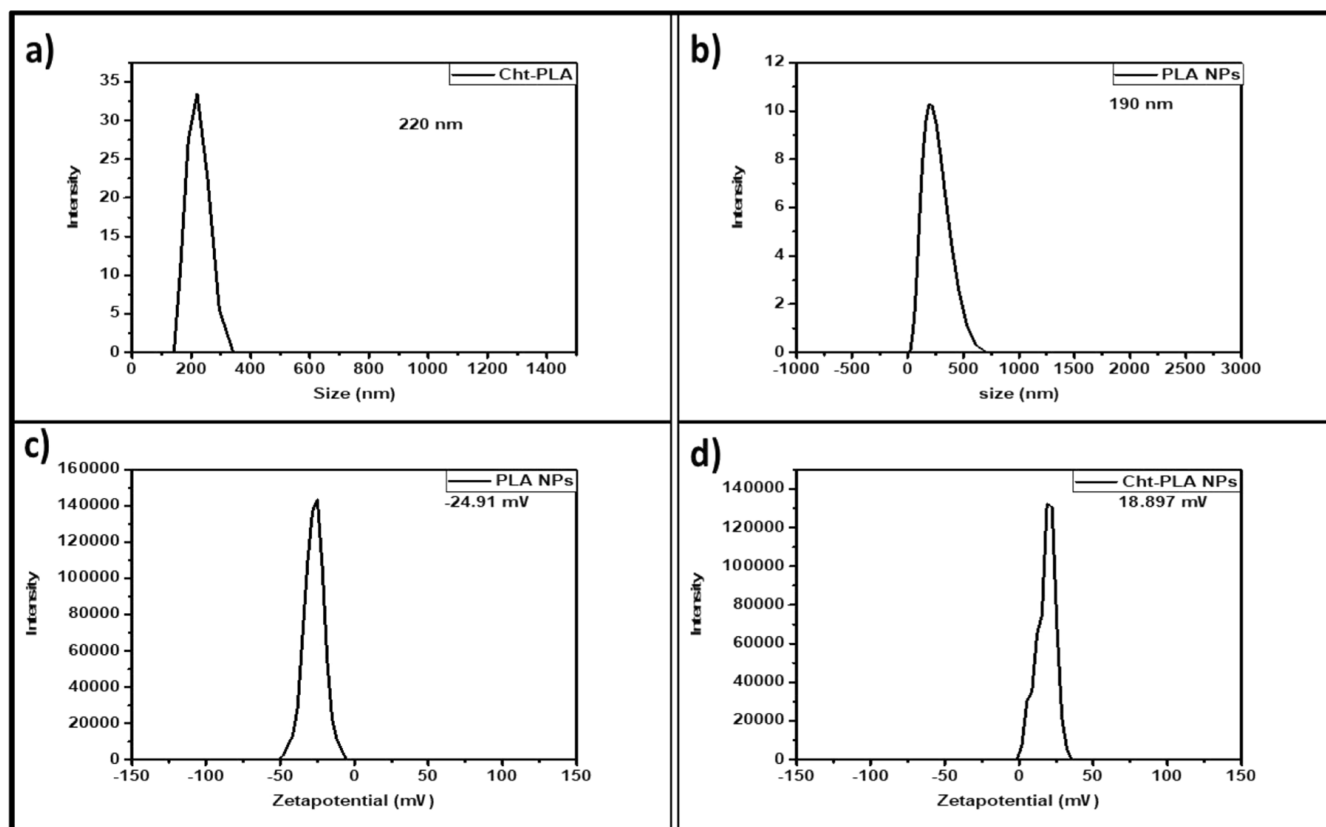 a)
Cht-PLA
220 nm
35
30
25
20
15
10
5
0
Intensity
0 200 400 600 800 1000 1200 1400
Size (nm)
b)
PLA NPs
190 nm
12
10
8
6
4
2
0
Intensity
-1000 -500 0 500 1000 1500 2000 2500 3000
size (nm)
c)
PLA NPs
-24.91 mV
160000
140000
120000
100000
80000
60000
40000
20000
0
Intensity
-150 -100 -50 0 50 100 150
Zetapotential (mV)
d)
Cht-PLA NPs
18.897 mV
140000
120000
100000
80000
60000
40000
20000
0
Intensity
-150 -100 -50 0 50 100 150
Zetapotential (mV)